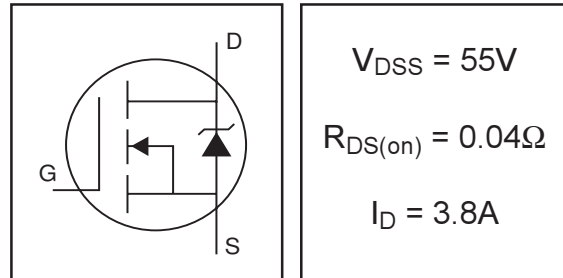 D
G
S
VDSS = 55V
RDS(on) = 0.04Ω
ID = 3.8A